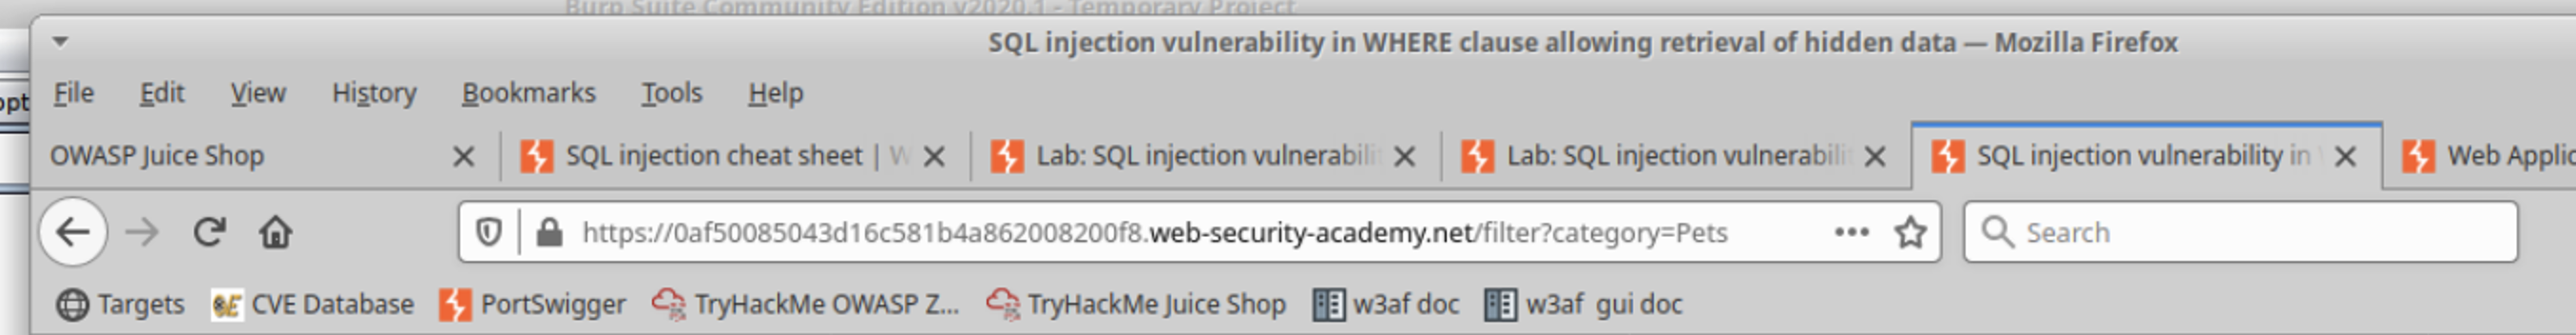 Burp Suite Community Edition v2020.1 - Temporary Project
SQL injection vulnerability in WHERE clause allowing retrieval of hidden data — Mozilla Firefox
opt
File Edit View History Bookmarks Tools Help
OWASP Juice Shop SQL injection cheat sheet | W Lab: SQL injection vulnerabilit Lab: SQL injection vulnerabilit SQL injection vulnerability in Web Applic
https://0af50085043d16c581b4a862008200f8.web-security-academy.net/filter?category=Pets ••• Search
Targets CVE Database PortSwigger TryHackMe OWASP Z... TryHackMe Juice Shop w3af doc w3af gui doc